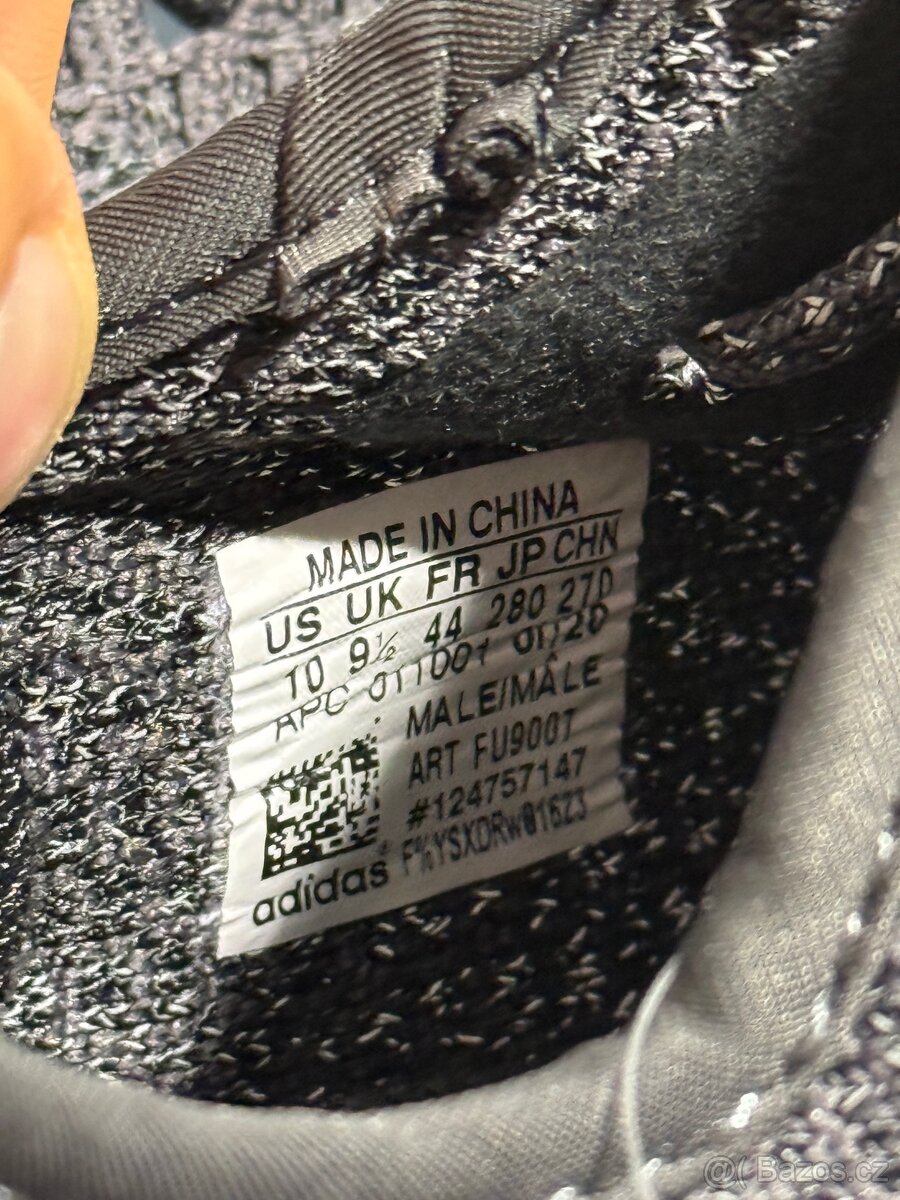 MADE IN CHINA
US UK FR JP CHN
10 9½ 44 280 270
APC 011001 01/20
MALE/MÂLE
ART FU9007
#124757147
F%YSXDRw016Z3
adidas
@( Bazos.cz